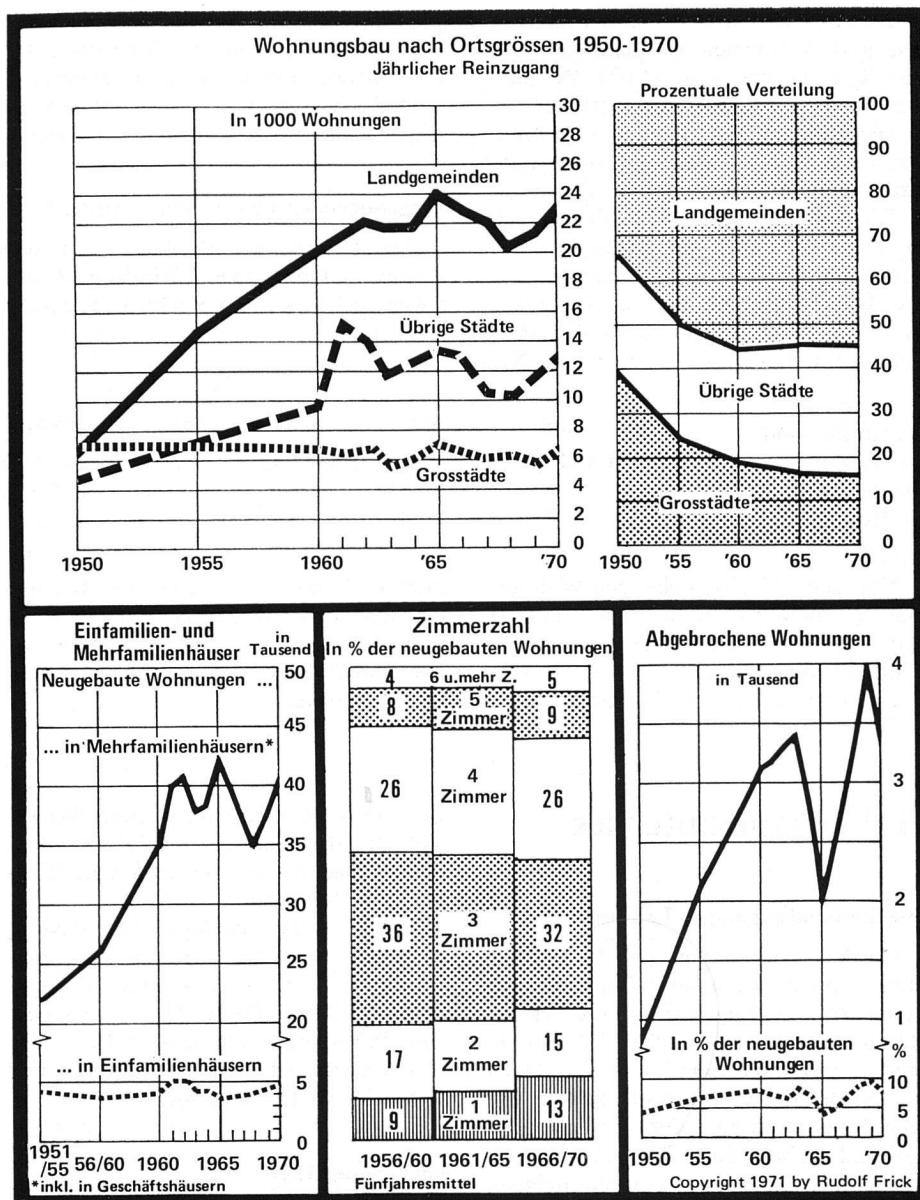 Wohnungsbau nach Ortsgrössen 1950-1970
Jährlicher Reinzugang
In 1000 Wohnungen
Landgemeinden
Übrige Städte
Grosstädte
30
28
26
24
22
20
18
16
14
12
10
8
6
4
2
0
1950 1955 1960 '65 '70
Prozentuale Verteilung
Landgemeinden
Übrige Städte
Grosstädte
100
90
80
70
60
50
40
30
20
10
0
1950 '55 '60 '65 '70
Einfamilien- und
Mehrfamilienhäuser
in
Tausend
Neugebaute Wohnungen ...
... in Mehrfamilienhäusern*
... in Einfamilienhäusern
50
45
40
35
30
25
20
5
0
1951
/55 56/60 1960 1965 1970
*inkl. in Geschäftshäusern
Zimmerzahl
In % der neugebauten Wohnungen
4 6 u.mehr Z. 5
8 5 Zimmer 9
26 4 Zimmer 26
36 3 Zimmer 32
17 2 Zimmer 15
9 1 Zimmer 13
1956/60 1961/65 1966/70
Fünfjahresmittel
Abgebrochene Wohnungen
in Tausend
4
3
2
1
In % der neugebauten
Wohnungen
%
10
5
0
1950 '55 '60 '65 '70
Copyright 1971 by Rudolf Frick